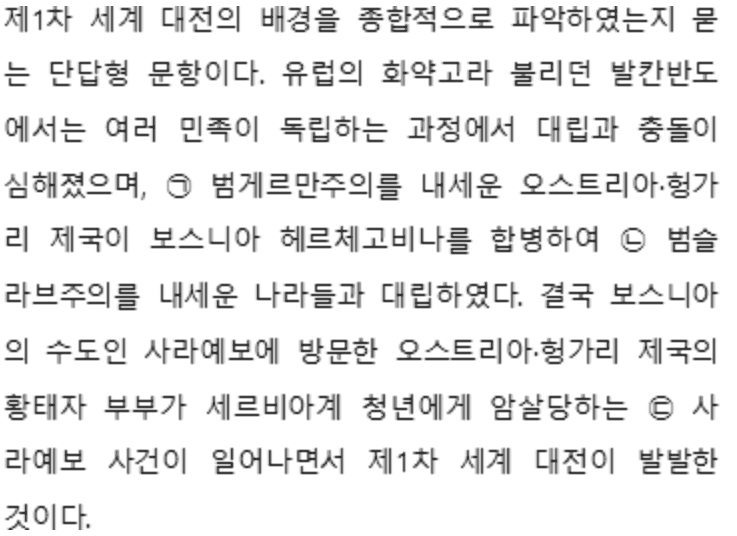 제1차 세계 대전의 배경을 종합적으로 파악하였는지 묻
는 단답형 문항이다. 유럽의 화약고라 불리던 발칸반도
에서는 여러 민족이 독립하는 과정에서 대립과 충돌이
심해졌으며, ㉠ 범게르만주의를 내세운 오스트리아·헝가
리 제국이 보스니아 헤르체고비나를 합병하여 ㉡ 범슬
라브주의를 내세운 나라들과 대립하였다. 결국 보스니아
의 수도인 사라예보에 방문한 오스트리아·헝가리 제국의
황태자 부부가 세르비아계 청년에게 암살당하는 ㉢ 사
라예보 사건이 일어나면서 제1차 세계 대전이 발발한
것이다.